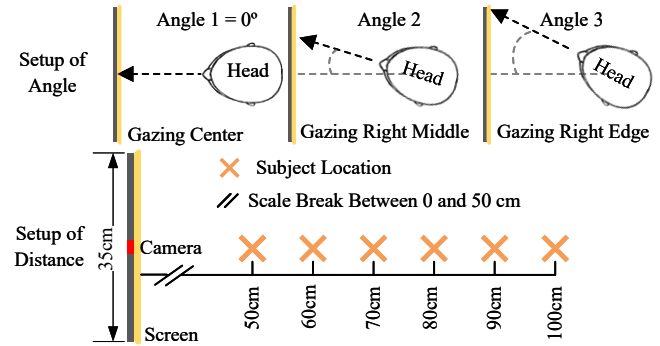 Angle 1 = 0º
Angle 2
Angle 3
Setup of
Angle
Head
Head
Head
Gazing Center
Gazing Right Middle
Gazing Right Edge
Subject Location
Scale Break Between 0 and 50 cm
Setup of
Distance
35cm
Camera
Screen
50cm
60cm
70cm
80cm
90cm
100cm